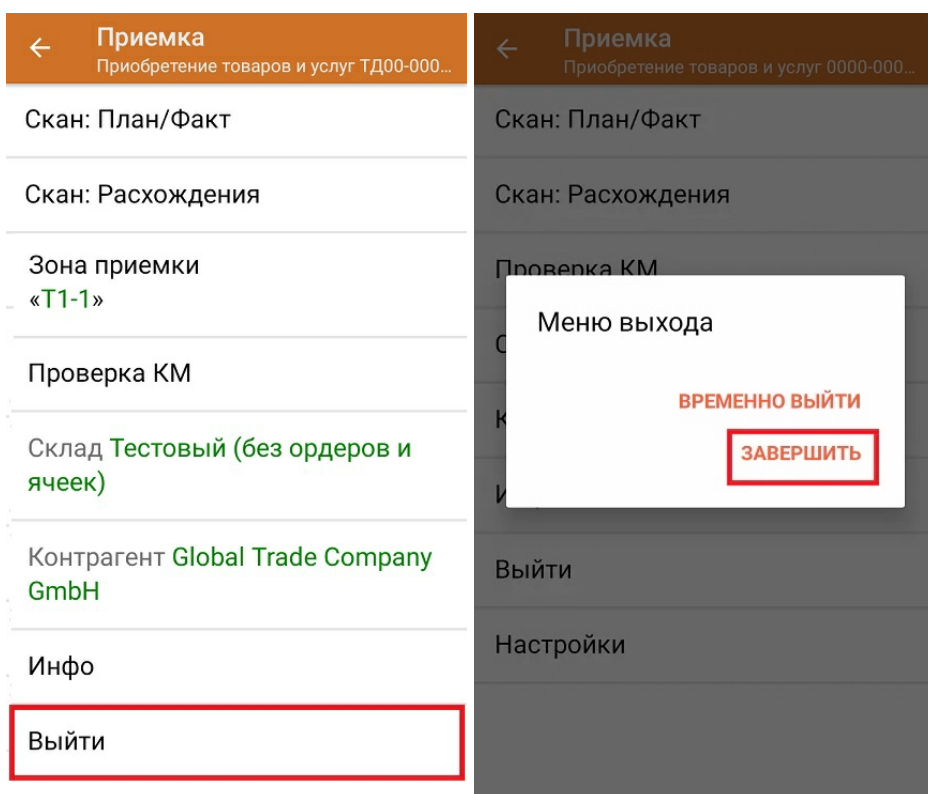 Приемка
Приобретение товаров и услуг ТД00-000...
Скан: План/Факт
Скан: Расхождения
Зона приемки
«Т1-1»
Проверка КМ
Склад Тестовый (без ордеров и
ячеек)
Контрагент Global Trade Company
GmbH
Инфо
Выйти
Приемка
Приобретение товаров и услуг 0000-000...
Скан: План/Факт
Скан: Расхождения
Проверка КМ
Меню выхода
ВРЕМЕННО ВЫЙТИ
ЗАВЕРШИТЬ
Выйти
Настройки